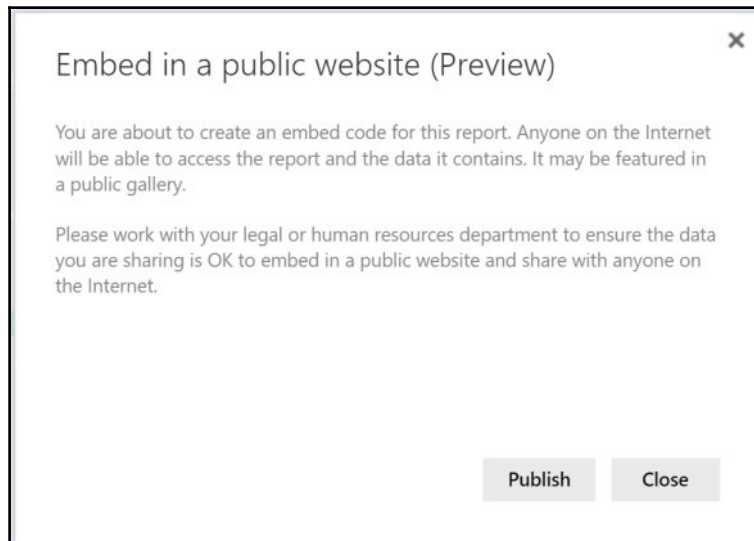 Embed in a public website (Preview)
You are about to create an embed code for this report. Anyone on the Internet
will be able to access the report and the data it contains. It may be featured in
a public gallery.
Please work with your legal or human resources department to ensure the data
you are sharing is OK to embed in a public website and share with anyone on
the Internet.
Publish Close